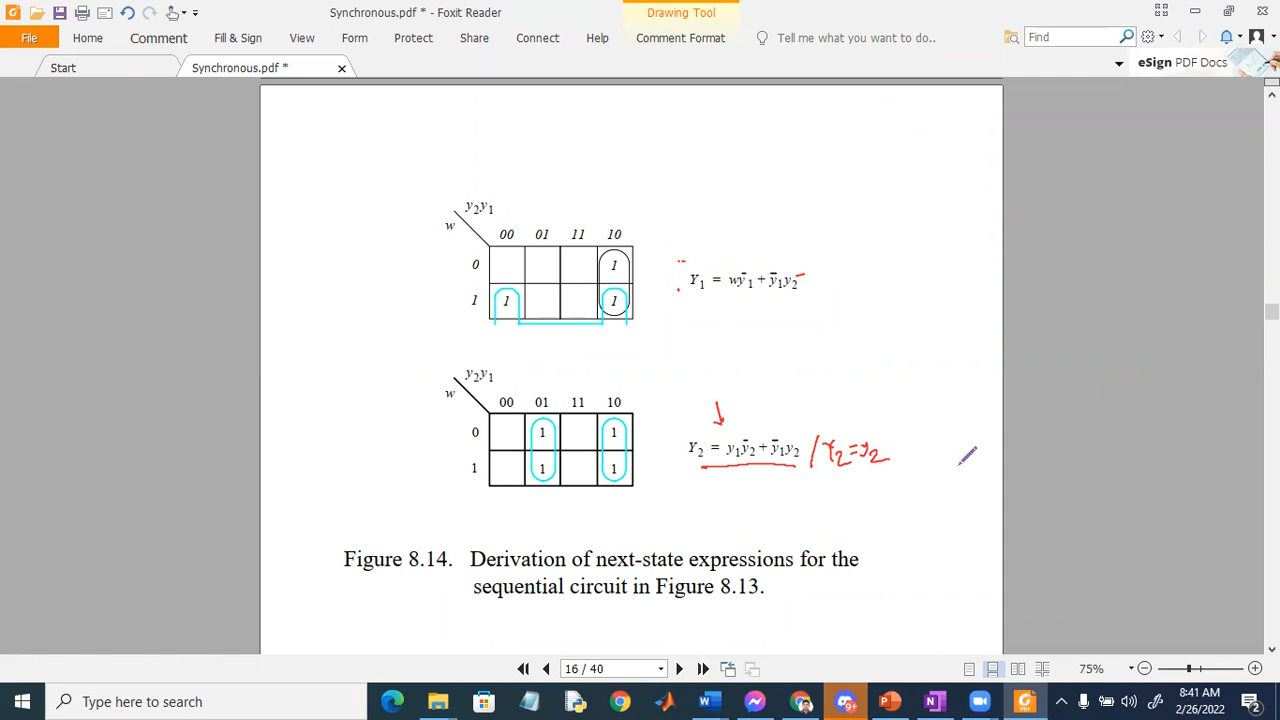 Synchronous.pdf * - Foxit Reader
Drawing Tool
File Home Comment Fill & Sign View Form Protect Share Connect Help Comment Format Tell me what you want to do.. Find
Start Synchronous.pdf * eSign PDF Docs
y₂y₁
w
00 01 11 10
0 1
1 1 1
Y₁ = wȳ₁ + ȳ₁y₂
y₂y₁
w
00 01 11 10
0 1 1
1 1 1
Y₂ = y₁ȳ₂ + ȳ₁y₂ / Y₂=y₂
Figure 8.14. Derivation of next-state expressions for the
sequential circuit in Figure 8.13.
16 / 40 75%
Type here to search
9+
8:41 AM
2/26/2022
2